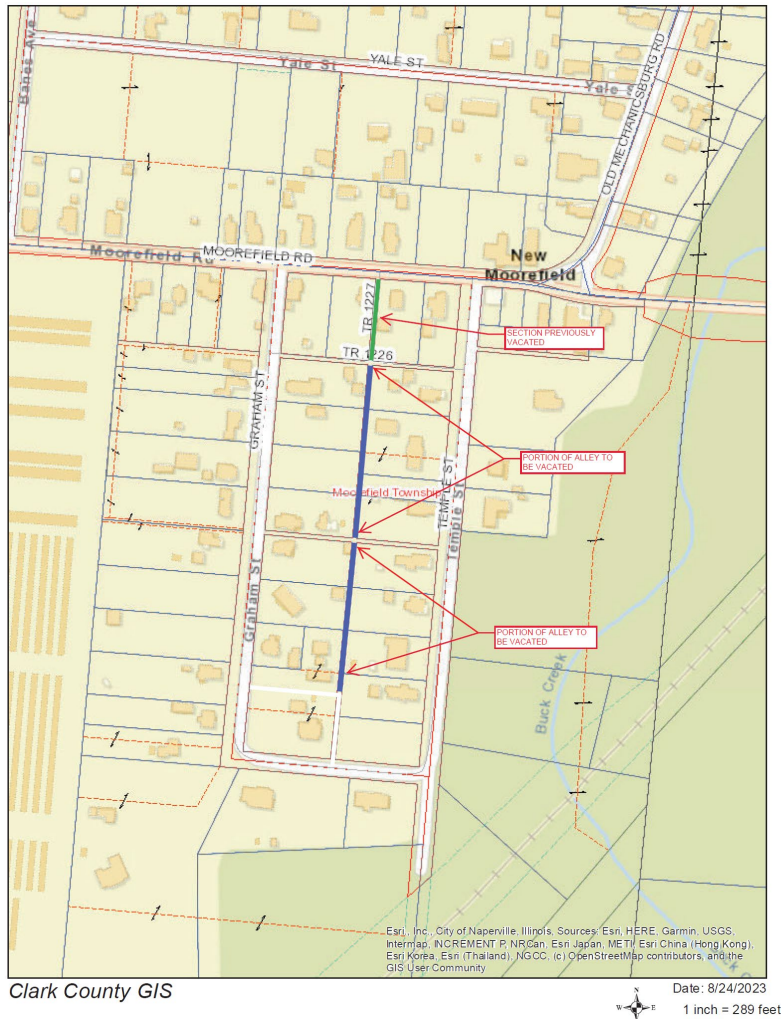 Banes Ave
YALE ST
Yale St
Yale S
OLD MECHANICSBURG RD
MOOREFIELD RD
Moorefield R
New
Moorefield
TR 1227
SECTION PREVIOUSLY
VACATED
TR 1226
GRAHAM ST
PORTION OF ALLEY TO
BE VACATED
Moorefield Township
TEMPLE ST
Temple St
Graham St
PORTION OF ALLEY TO
BE VACATED
Buck Creek
Esri, Inc., City of Naperville, Illinois, Sources: Esri, HERE, Garmin, USGS,
Intermap, INCREMENT P, NRCan, Esri Japan, METI, Esri China (Hong Kong),
Esri Korea, Esri (Thailand), NGCC, (c) OpenStreetMap contributors, and the
GIS User Community
Clark County GIS
Date: 8/24/2023
N
W E
S
1 inch = 289 feet